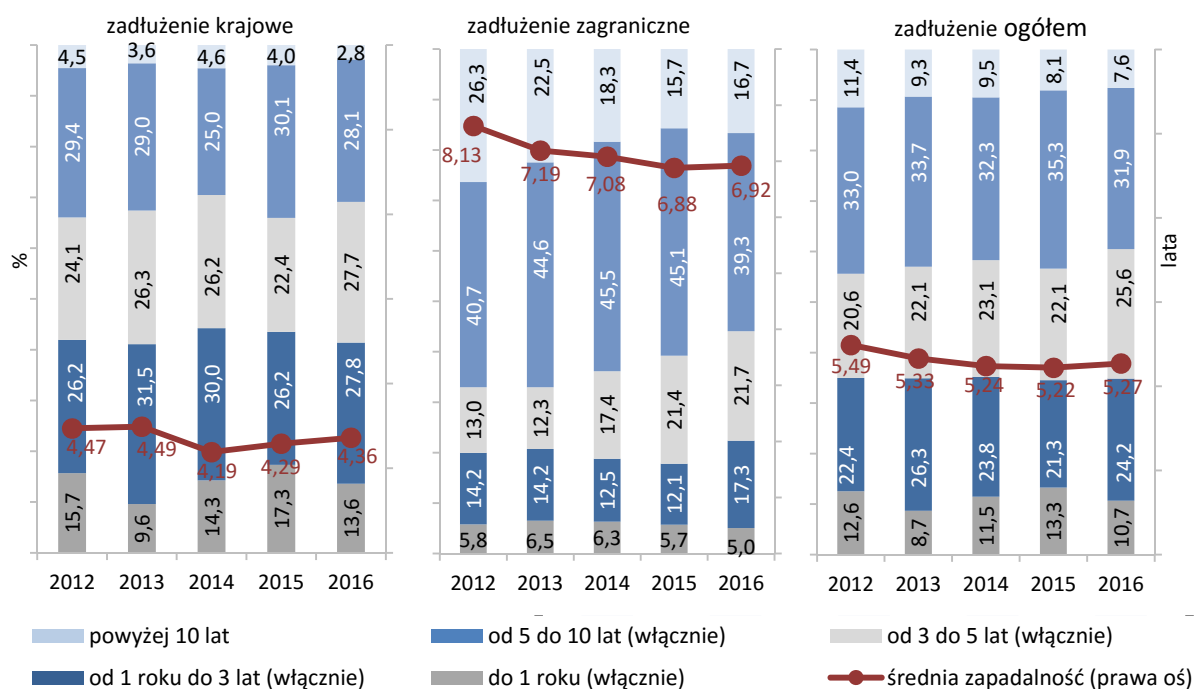 zadłużenie krajowe
zadłużenie zagraniczne
zadłużenie ogółem
%
4,5 3,6 4,6 4,0 2,8
29,4 29,0 25,0 30,1 28,1
24,1 26,3 26,2 22,4 27,7
26,2 31,5 30,0 26,2 27,8
4,47 4,49 4,19 4,29 4,36
15,7 9,6 14,3 17,3 13,6
2012 2013 2014 2015 2016
26,3 22,5 18,3 15,7 16,7
8,13 7,19 7,08 6,88 6,92
40,7 44,6 45,5 45,1 39,3
13,0 12,3 17,4 21,4 21,7
14,2 14,2 12,5 12,1 17,3
5,8 6,5 6,3 5,7 5,0
2012 2013 2014 2015 2016
11,4 9,3 9,5 8,1 7,6
33,0 33,7 32,3 35,3 31,9
20,6 22,1 23,1 22,1 25,6
5,49 5,33 5,24 5,22 5,27
22,4 26,3 23,8 21,3 24,2
12,6 8,7 11,5 13,3 10,7
2012 2013 2014 2015 2016
lata
powyżej 10 lat
od 5 do 10 lat (włącznie)
od 3 do 5 lat (włącznie)
od 1 roku do 3 lat (włącznie)
do 1 roku (włącznie)
średnia zapadalność (prawa oś)